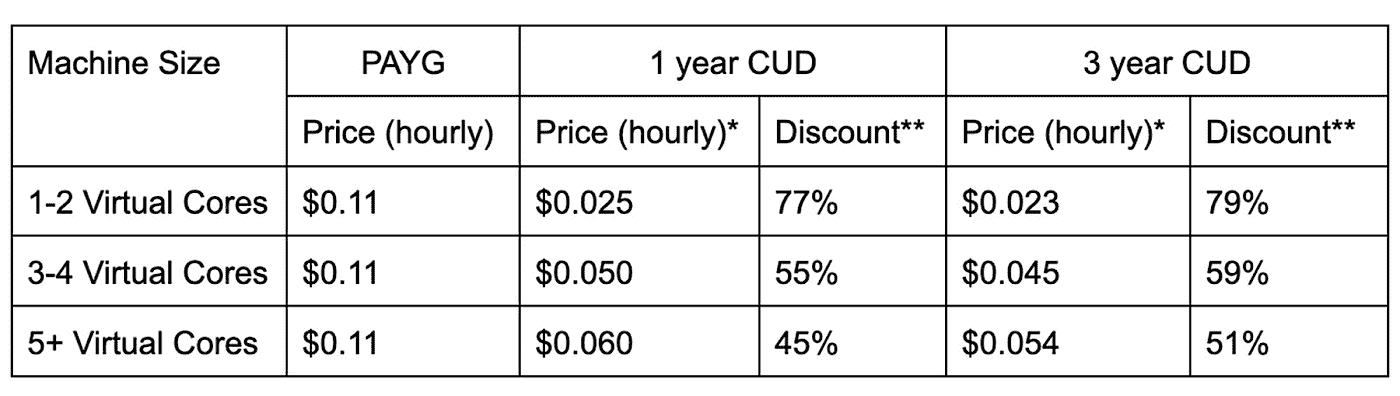 Machine Size PAYG 1 year CUD 3 year CUD
Price (hourly) Price (hourly)* Discount** Price (hourly)* Discount**
1-2 Virtual Cores $0.11 $0.025 77% $0.023 79%
3-4 Virtual Cores $0.11 $0.050 55% $0.045 59%
5+ Virtual Cores $0.11 $0.060 45% $0.054 51%